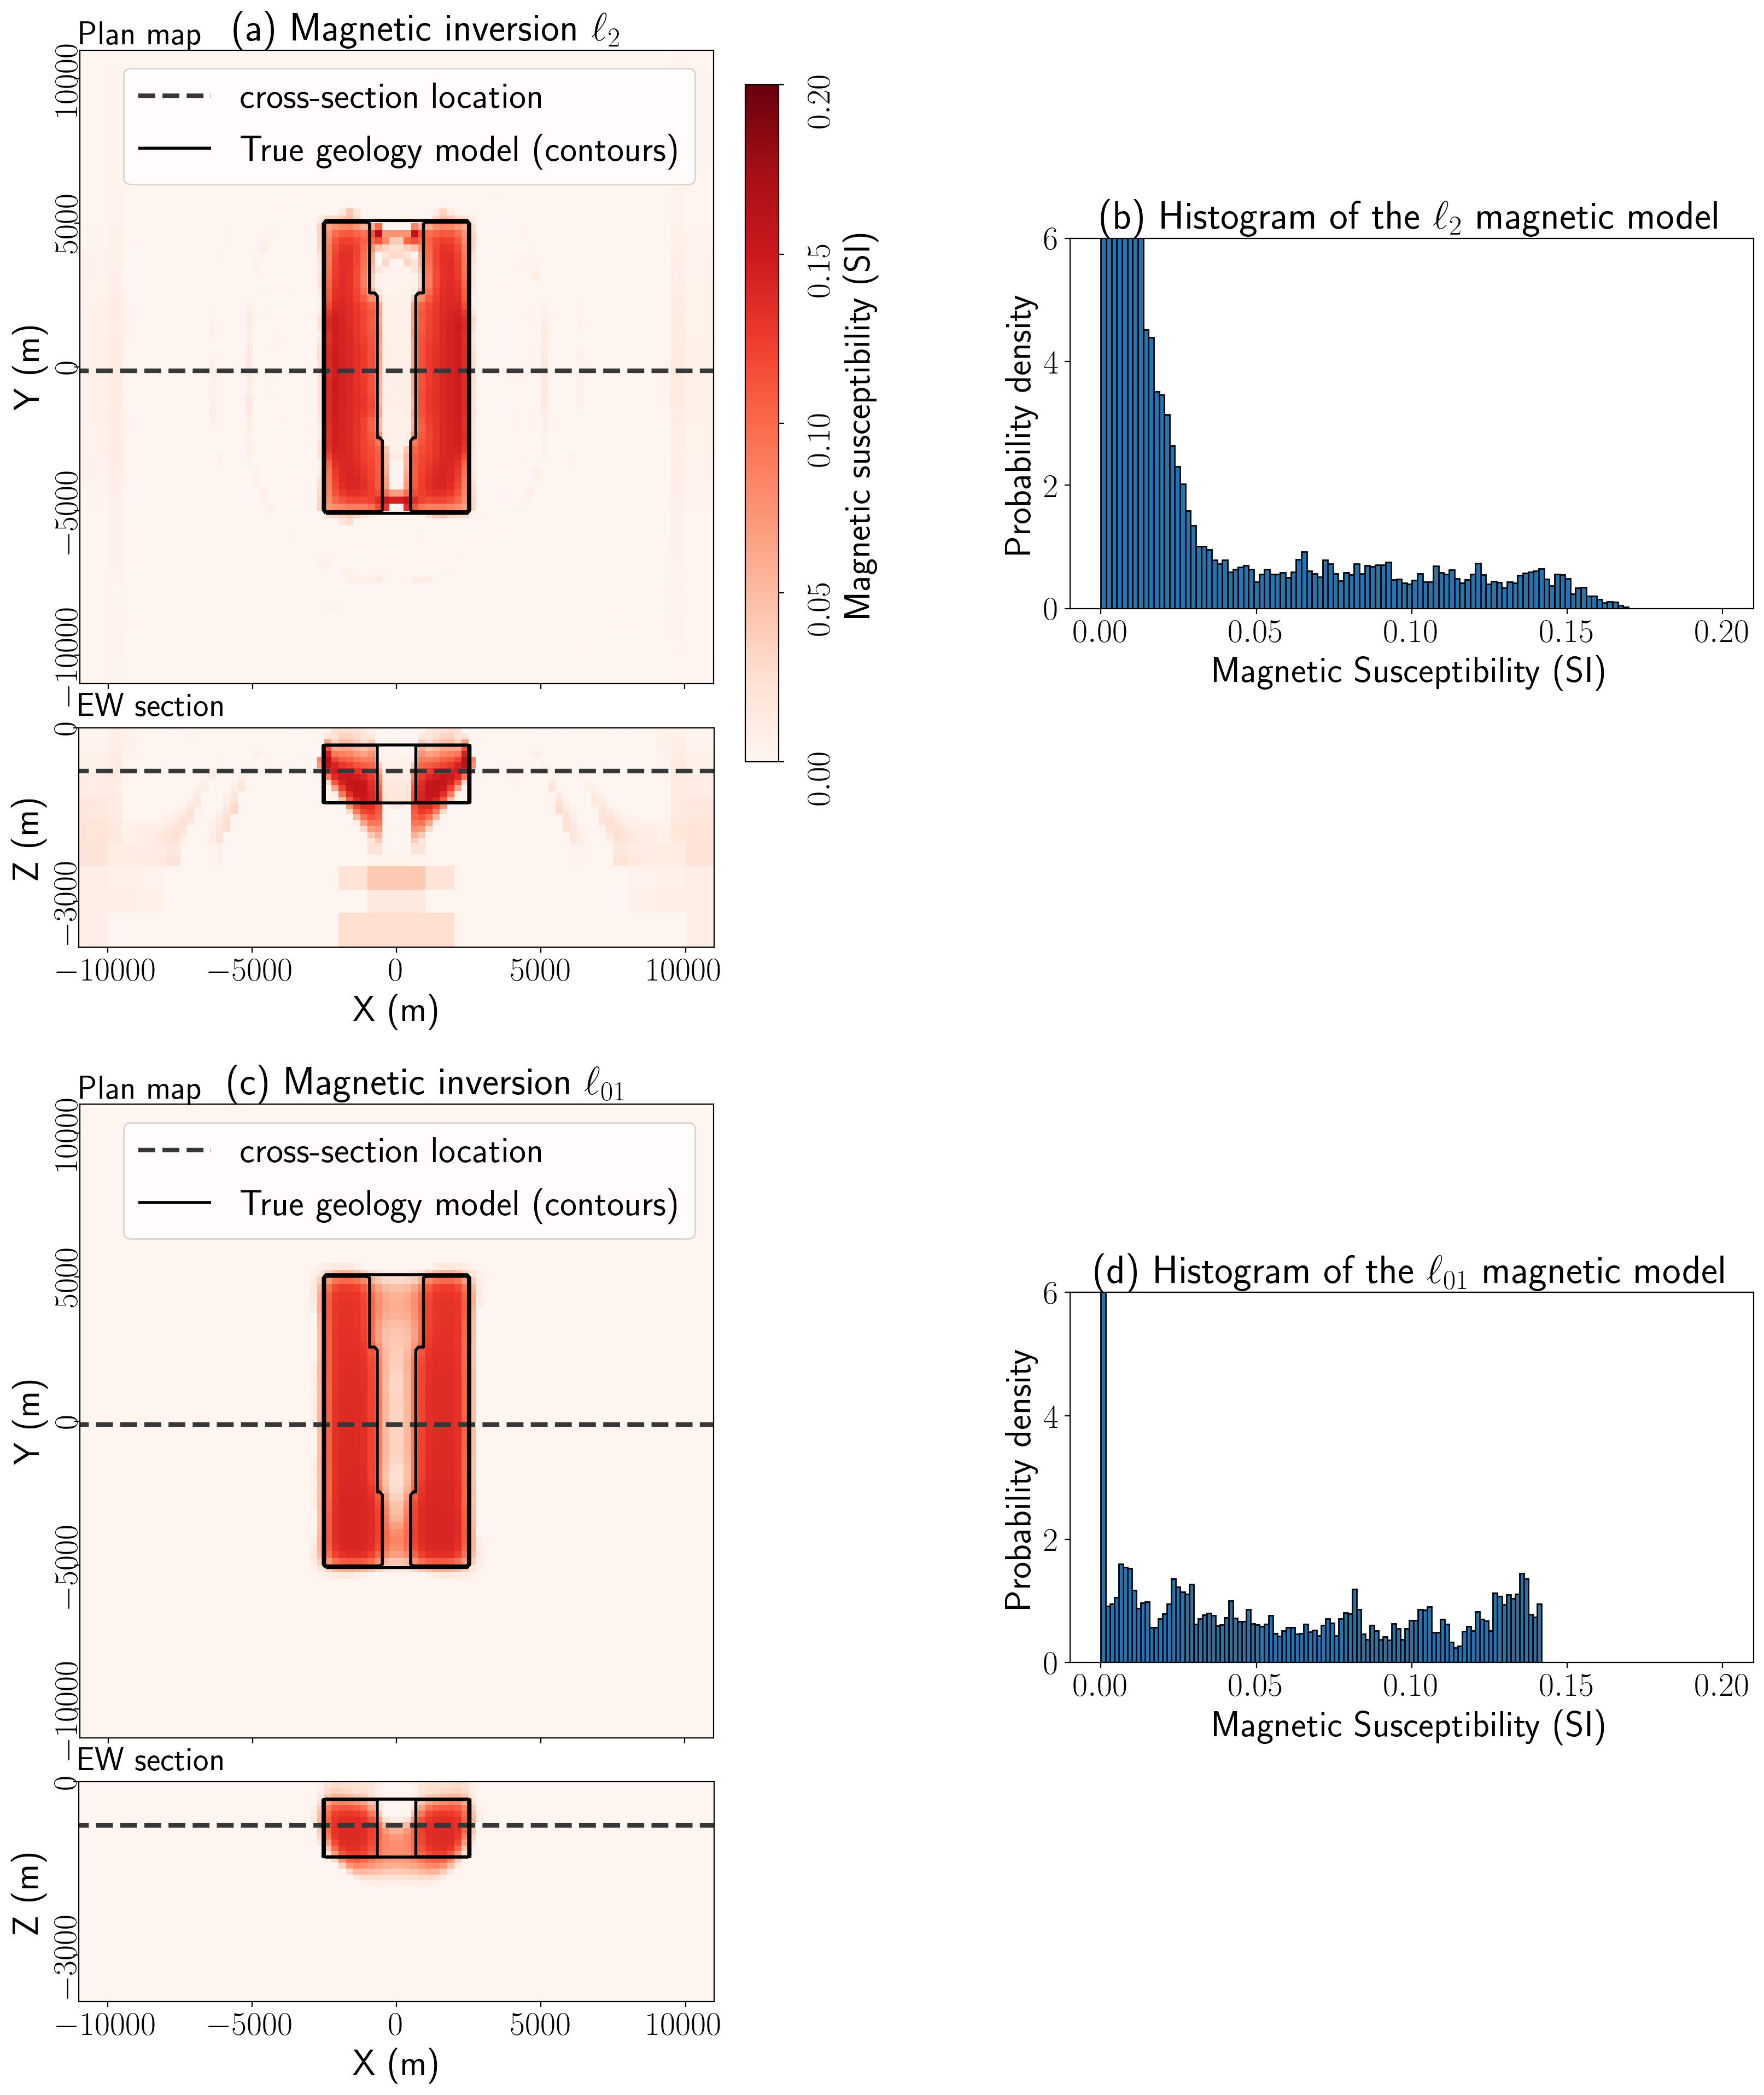 Plan map (a) Magnetic inversion ℓ₂
cross-section location
True geology model (contours)
10000
5000
0
−5000
−10000
Y (m)
0.20
0.15
0.10
0.05
0.00
Magnetic susceptibility (SI)
EW section
0
−3000
Z (m)
−10000 −5000 0 5000 10000
X (m)
(b) Histogram of the ℓ₂ magnetic model
6
4
2
0
Probability density
0.00 0.05 0.10 0.15 0.20
Magnetic Susceptibility (SI)
Plan map (c) Magnetic inversion ℓ₀₁
cross-section location
True geology model (contours)
10000
5000
0
−5000
−10000
Y (m)
EW section
0
−3000
Z (m)
−10000 −5000 0 5000 10000
X (m)
(d) Histogram of the ℓ₀₁ magnetic model
6
4
2
0
Probability density
0.00 0.05 0.10 0.15 0.20
Magnetic Susceptibility (SI)